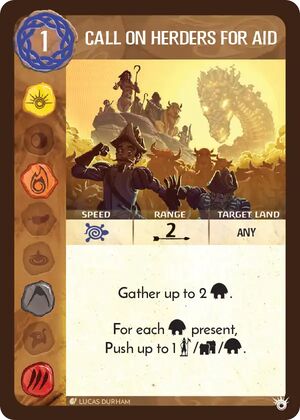 1
CALL ON HERDERS FOR AID
SPEED
RANGE
TARGET LAND
2
ANY
Gather up to 2 .
For each present,
Push up to 1 / / .
LUCAS DURHAM